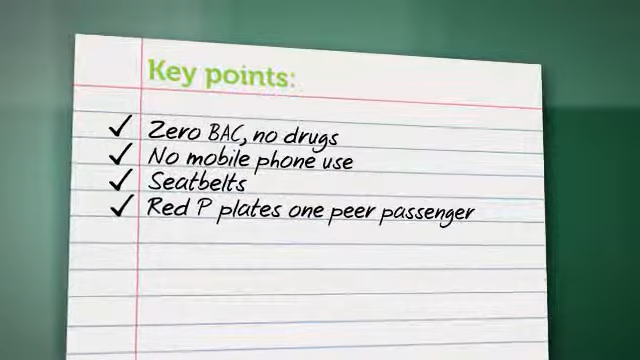 Key points:
✓ Zero BAC, no drugs
✓ No mobile phone use
✓ Seatbelts
✓ Red P plates one peer passenger